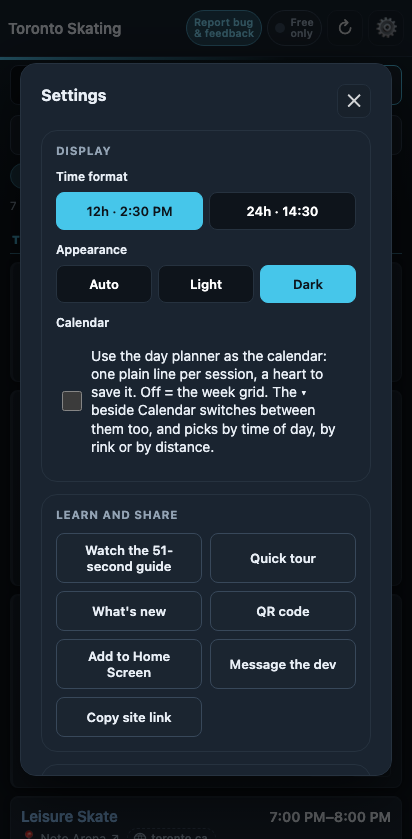 Toronto Skating
Report bug
& feedback
Free
only
Settings
DISPLAY
Time format
12h · 2:30 PM
24h · 14:30
Appearance
Auto
Light
Dark
Calendar
Use the day planner as the calendar:
one plain line per session, a heart to
save it. Off = the week grid. The ▾
beside Calendar switches between
them too, and picks by time of day, by
rink or by distance.
LEARN AND SHARE
Watch the 51-
second guide
Quick tour
What's new
QR code
Add to Home
Screen
Message the dev
Copy site link
Leisure Skate
7:00 PM–8:00 PM
Arena ↗
toronto.ca